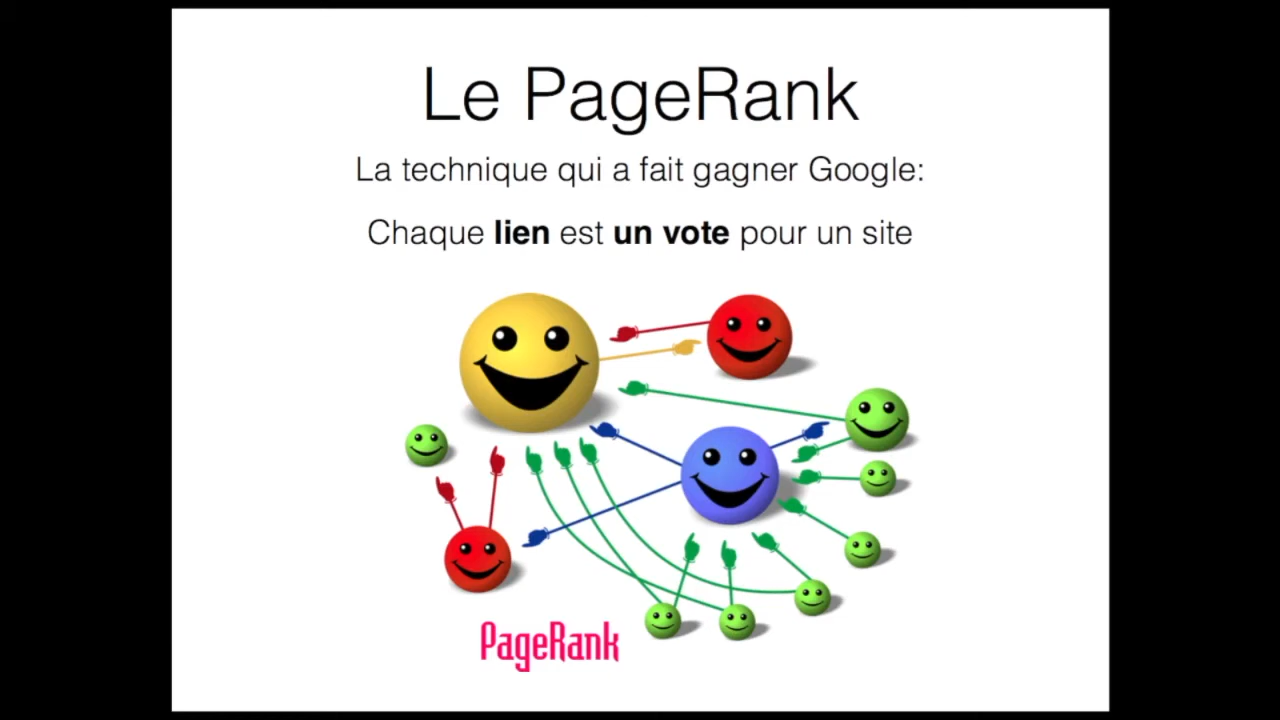 Le PageRank
La technique qui a fait gagner Google:
Chaque lien est un vote pour un site
PageRank